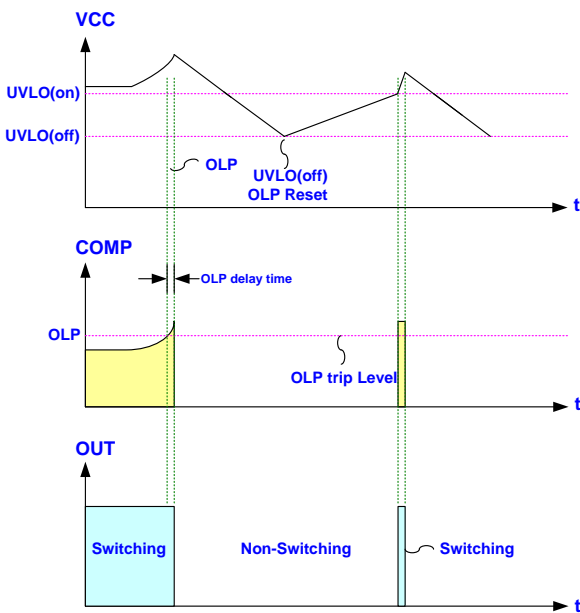 VCC
UVLO(on)
UVLO(off)
OLP
UVLO(off)
OLP Reset
t
COMP
OLP delay time
OLP
OLP trip Level
t
OUT
Switching
Non-Switching
Switching
t